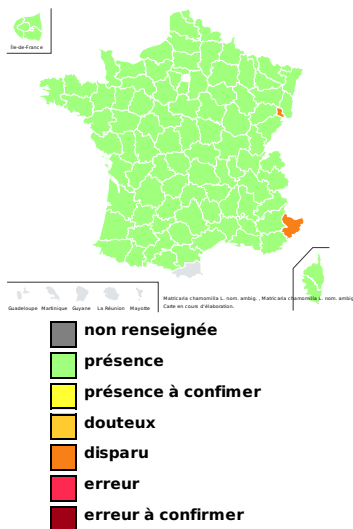 Île-de-France
Guadeloupe Martinique Guyane La Réunion Mayotte
Matricaria chamomilla L. nom. ambig. , Matricaria chamomilla L. nom. ambig
Carte en cours d'élaboration.
non renseignée
présence
présence à confimer
douteux
disparu
erreur
erreur à confirmer